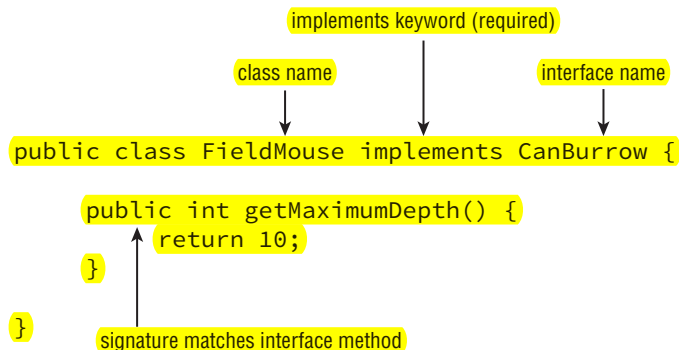 implements keyword (required)
class name
interface name
public class FieldMouse implements CanBurrow {
public int getMaximumDepth() {
return 10;
}
}
signature matches interface method